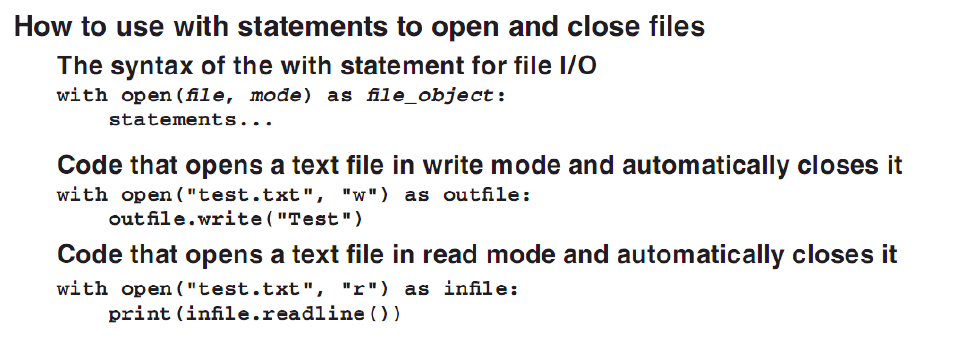 How to use with statements to open and close files
The syntax of the with statement for file I/O
with open(file, mode) as file_object:
    statements...
Code that opens a text file in write mode and automatically closes it
with open("test.txt", "w") as outfile:
    outfile.write("Test")
Code that opens a text file in read mode and automatically closes it
with open("test.txt", "r") as infile:
    print(infile.readline())